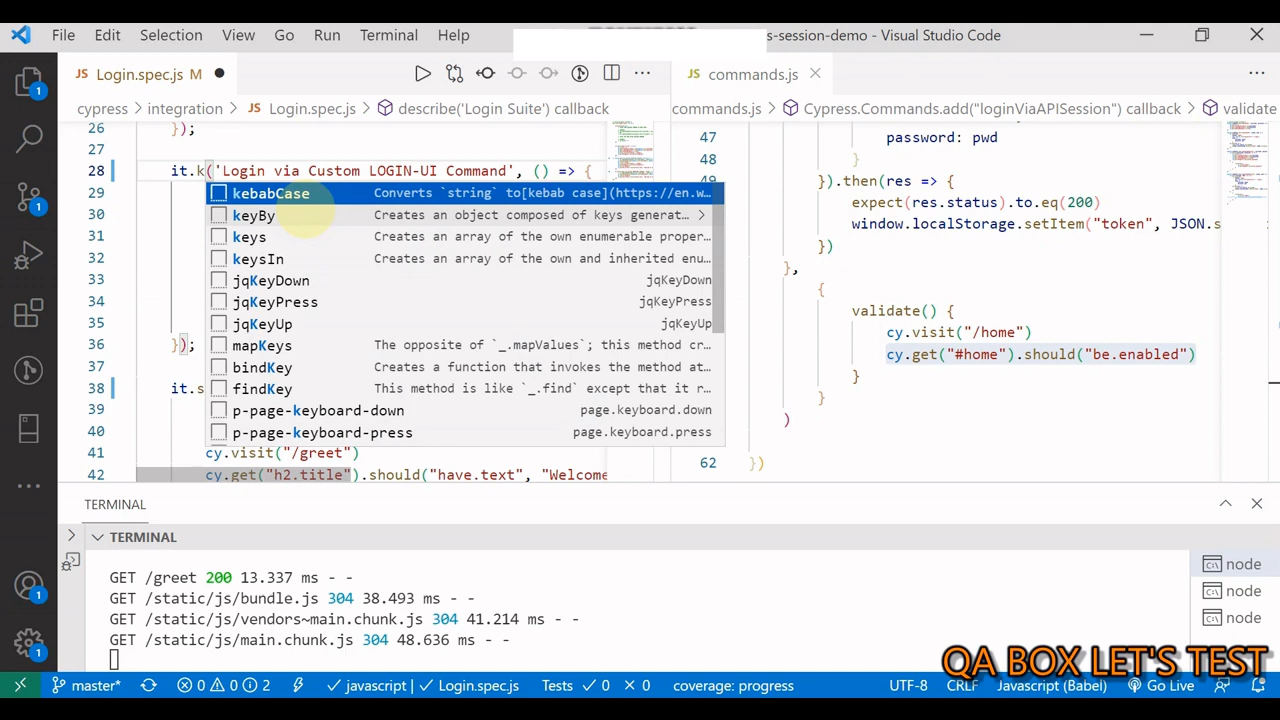 File Edit Selection View Go Run Terminal Help s-session-demo - Visual Studio Code
Login.spec.js M
commands.js
cypress integration Login.spec.js describe('Login Suite') callback
commands.js Cypress.Commands.add("loginViaAPISession") callback validate
26 });
27
28 it.k('Login via Custom LOGIN-UI Command', () => {
29
30
31
32
33
34
35
36 });
37
38 it.s
39
40
41 cy.visit("/greet")
42 cy.get("h2.title").should("have.text", "Welcome
kebabCase Converts `string` to[kebab case](https://en.w…
keyBy Creates an object composed of keys generat…
keys Creates an array of the own enumerable proper…
keysIn Creates an array of the own and inherited enu…
jqKeyDown jqKeyDown
jqKeyPress jqKeyPress
jqKeyUp jqKeyUp
mapKeys The opposite of `_.mapValues`; this method cr…
bindKey Creates a function that invokes the method at…
findKey This method is like `_.find` except that it r…
p-page-keyboard-down page.keyboard.down
p-page-keyboard-press page.keyboard.press
47 password: pwd
48 }
49 }).then(res => {
50 expect(res.status).to.eq(200)
51 window.localStorage.setItem("token", JSON.s
52 })
53 },
54 {
55 validate() {
56 cy.visit("/home")
57 cy.get("#home").should("be.enabled")
58 }
59 }
60 )
62 })
TERMINAL
TERMINAL
GET /greet 200 13.337 ms - -
GET /static/js/bundle.js 304 38.493 ms - -
GET /static/js/vendors~main.chunk.js 304 41.214 ms - -
GET /static/js/main.chunk.js 304 48.636 ms - -
node
node
node
QA BOX LET'S TEST
master* 0 0 2 javascript | Login.spec.js Tests 0 0 coverage: progress UTF-8 CRLF Javascript (Babel) Go Live